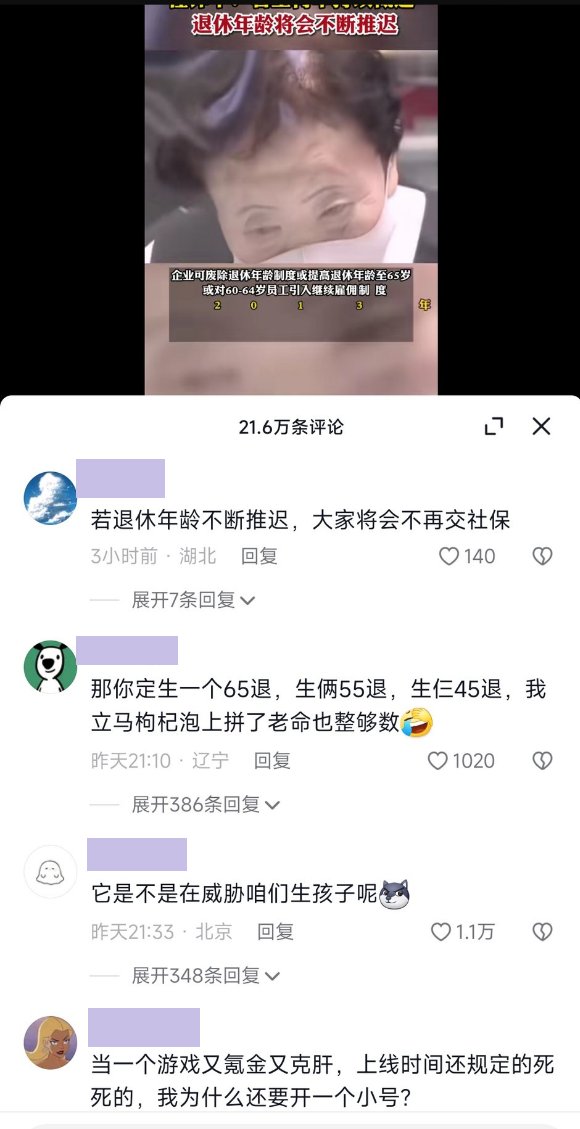 退休年龄将会不断推迟
企业可废除退休年龄制度或提高退休年龄至65岁
或对60-64岁员工引入继续雇佣制 度
2 0 1 3 年
21.6万条评论
若退休年龄不断推迟，大家将会不再交社保
3小时前 · 湖北 回复 140
展开7条回复
那你定生一个65退，生俩55退，生仨45退，我
立马枸杞泡上拼了老命也整够数🤣
昨天21:10 · 辽宁 回复 1020
展开386条回复
它是不是在威胁咱们生孩子呢
昨天21:33 · 北京 回复 1.1万
展开348条回复
当一个游戏又氪金又克肝，上线时间还规定的死
死的，我为什么还要开一个小号？